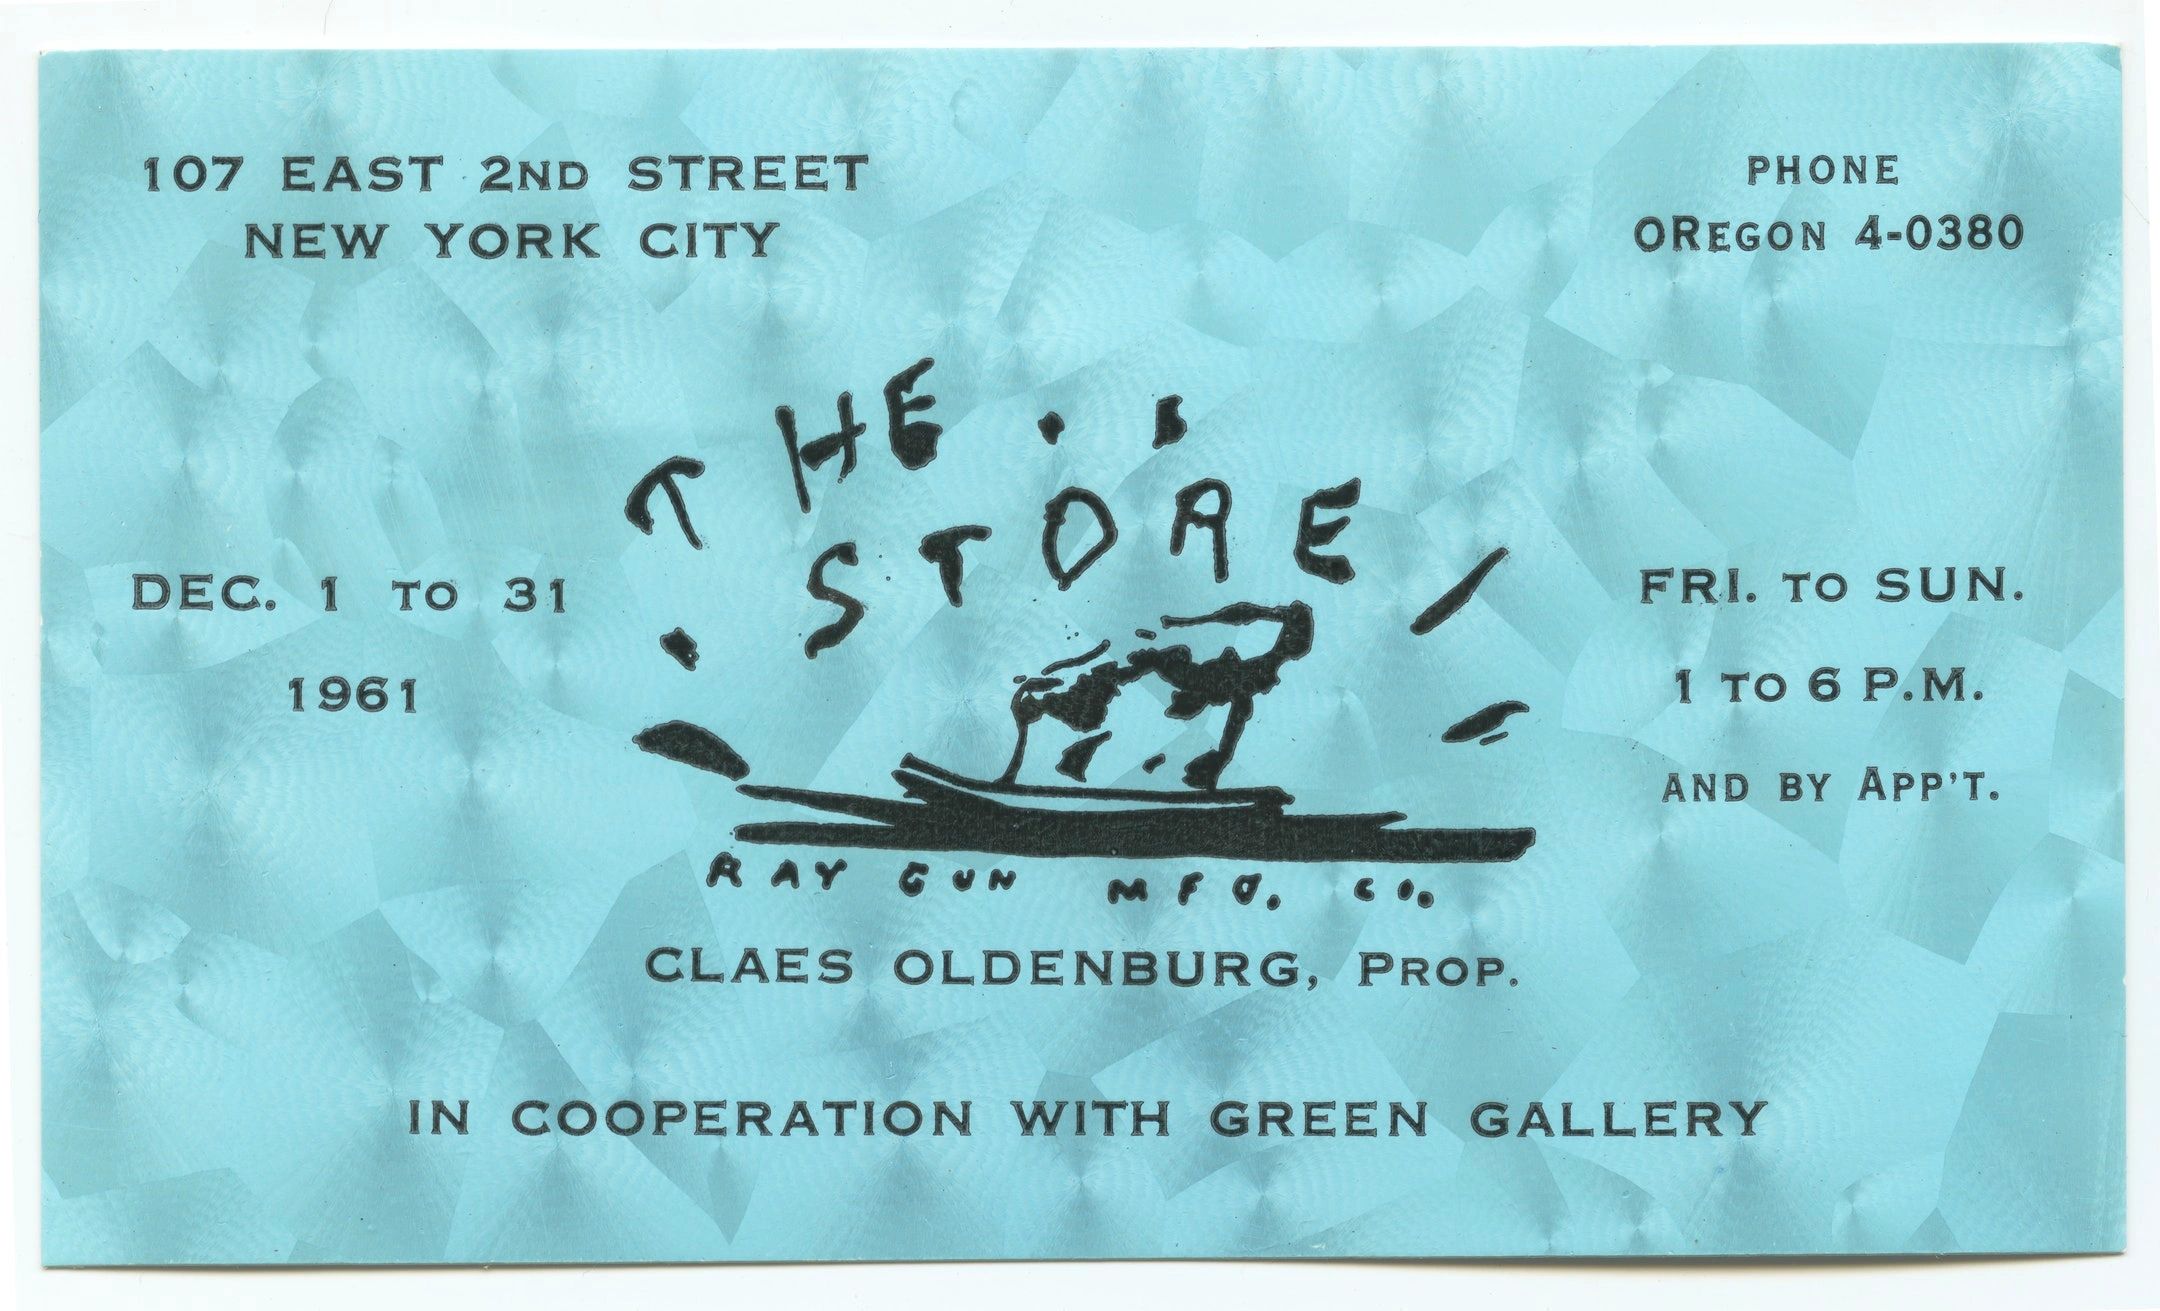 107 EAST 2ND STREET
NEW YORK CITY
PHONE
OREGON 4-0380
THE
STORE
DEC. 1 TO 31
1961
FRI. TO SUN.
1 TO 6 P.M.
AND BY APP'T.
RAY GUN MFG. CO.
CLAES OLDENBURG, PROP.
IN COOPERATION WITH GREEN GALLERY